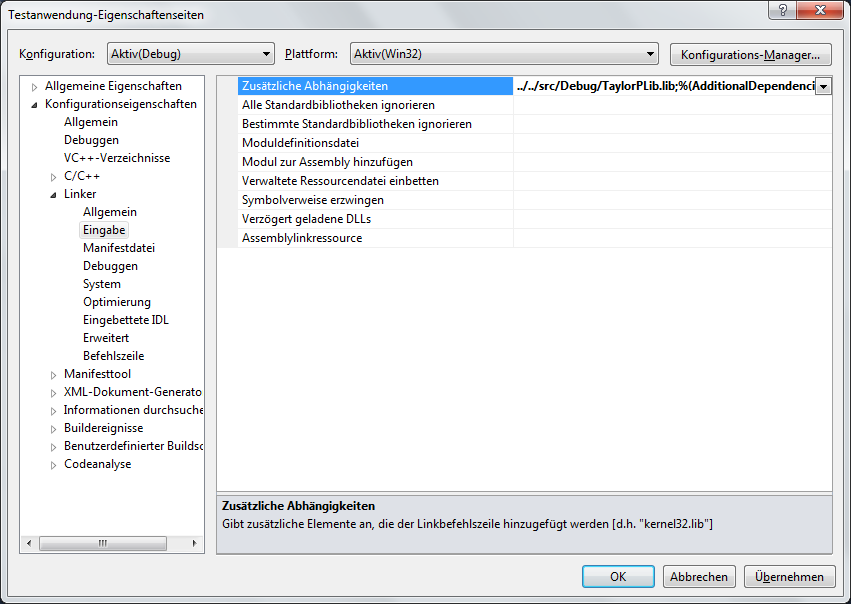 Testanwendung-Eigenschaftenseiten
?
Konfiguration: Aktiv(Debug) Plattform: Aktiv(Win32) Konfigurations-Manager...
Allgemeine Eigenschaften
Konfigurationseigenschaften
Allgemein
Debuggen
VC++-Verzeichnisse
C/C++
Linker
Allgemein
Eingabe
Manifestdatei
Debuggen
System
Optimierung
Eingebettete IDL
Erweitert
Befehlszeile
Manifesttool
XML-Dokument-Generato
Informationen durchsuche
Buildereignisse
Benutzerdefinierter Buildsc
Codeanalyse
Zusätzliche Abhängigkeiten ../../src/Debug/TaylorPLib.lib;%(AdditionalDependenci
Alle Standardbibliotheken ignorieren
Bestimmte Standardbibliotheken ignorieren
Moduldefinitionsdatei
Modul zur Assembly hinzufügen
Verwaltete Ressourcendatei einbetten
Symbolverweise erzwingen
Verzögert geladene DLLs
Assemblylinkressource
Zusätzliche Abhängigkeiten
Gibt zusätzliche Elemente an, die der Linkbefehlszeile hinzugefügt werden [d.h. "kernel32.lib"]
OK Abbrechen Übernehmen